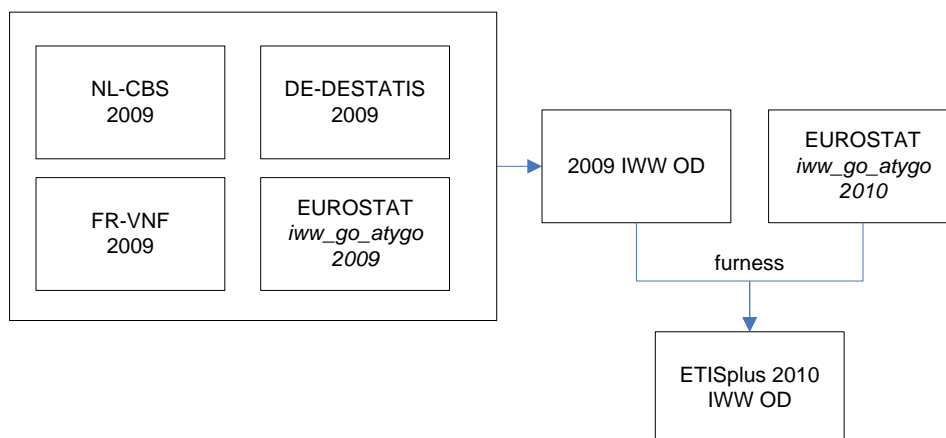 NL-CBS
2009
DE-DESTATIS
2009
FR-VNF
2009
EUROSTAT
iww_go_atygo
2009
2009 IWW OD
EUROSTAT
iww_go_atygo
2010
furness
ETISplus 2010
IWW OD